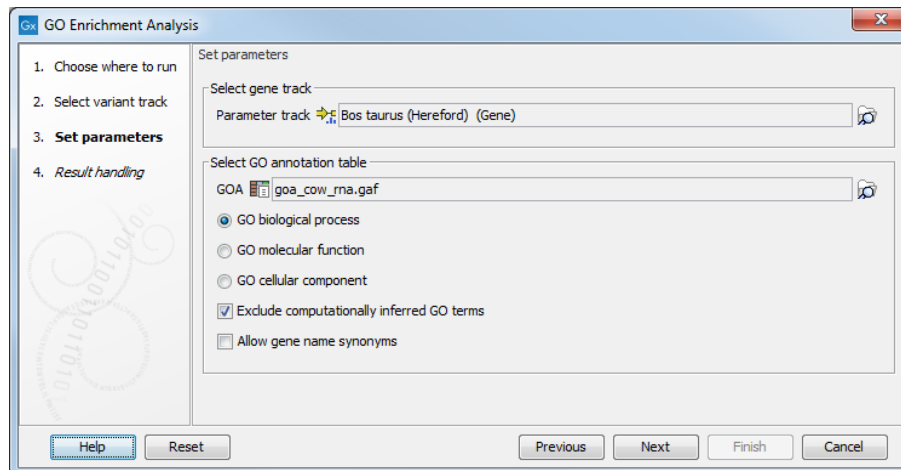 Gx GO Enrichment Analysis
1. Choose where to run
2. Select variant track
3. Set parameters
4. Result handling
Set parameters
Select gene track
Parameter track Bos taurus (Hereford) (Gene)
Select GO annotation table
GOA goa_cow_rna.gaf
GO biological process
GO molecular function
GO cellular component
Exclude computationally inferred GO terms
Allow gene name synonyms
Help Reset Previous Next Finish Cancel